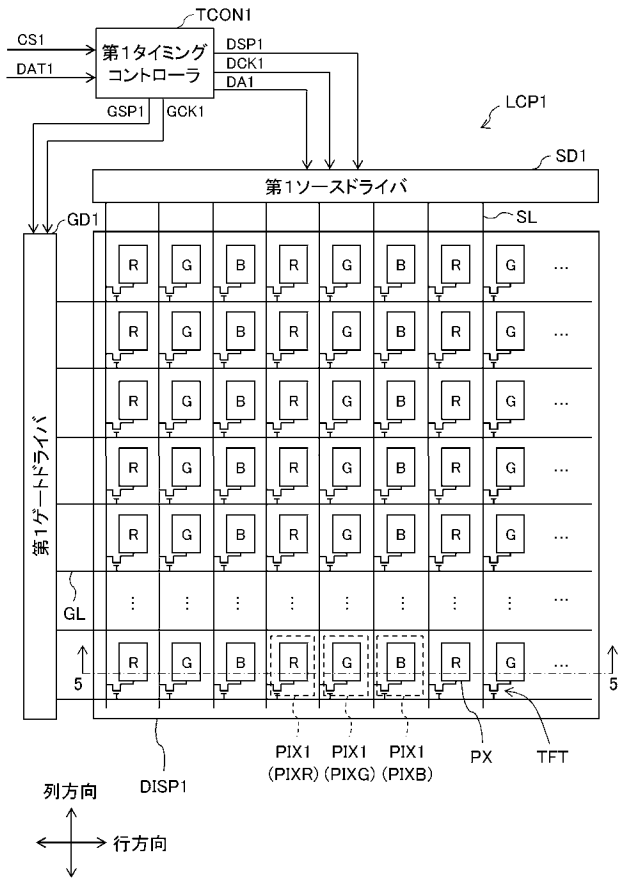 TCON1
CS1
DAT1
第1タイミング
コントローラ
DSP1
DCK1
DA1
GSP1
GCK1
LCP1
SD1
第1ソースドライバ
GD1
SL
第1ゲートドライバ
R G B R G B R G …
R G B R G B R G …
R G B R G B R G …
R G B R G B R G …
R G B R G B R G …
GL
⋮ ⋮ ⋮ ⋮ ⋮ ⋮ ⋮ ⋮ …
R G B R G B R G …
5 5
PIX1 PIX1 PIX1 PX TFT
(PIXR) (PIXG) (PIXB)
DISP1
列方向
行方向